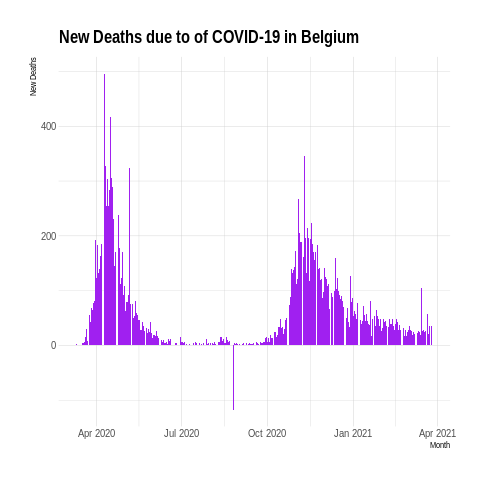 New Deaths due to of COVID-19 in Belgium
New Deaths
400
200
0
Apr 2020 Jul 2020 Oct 2020 Jan 2021 Apr 2021
Month